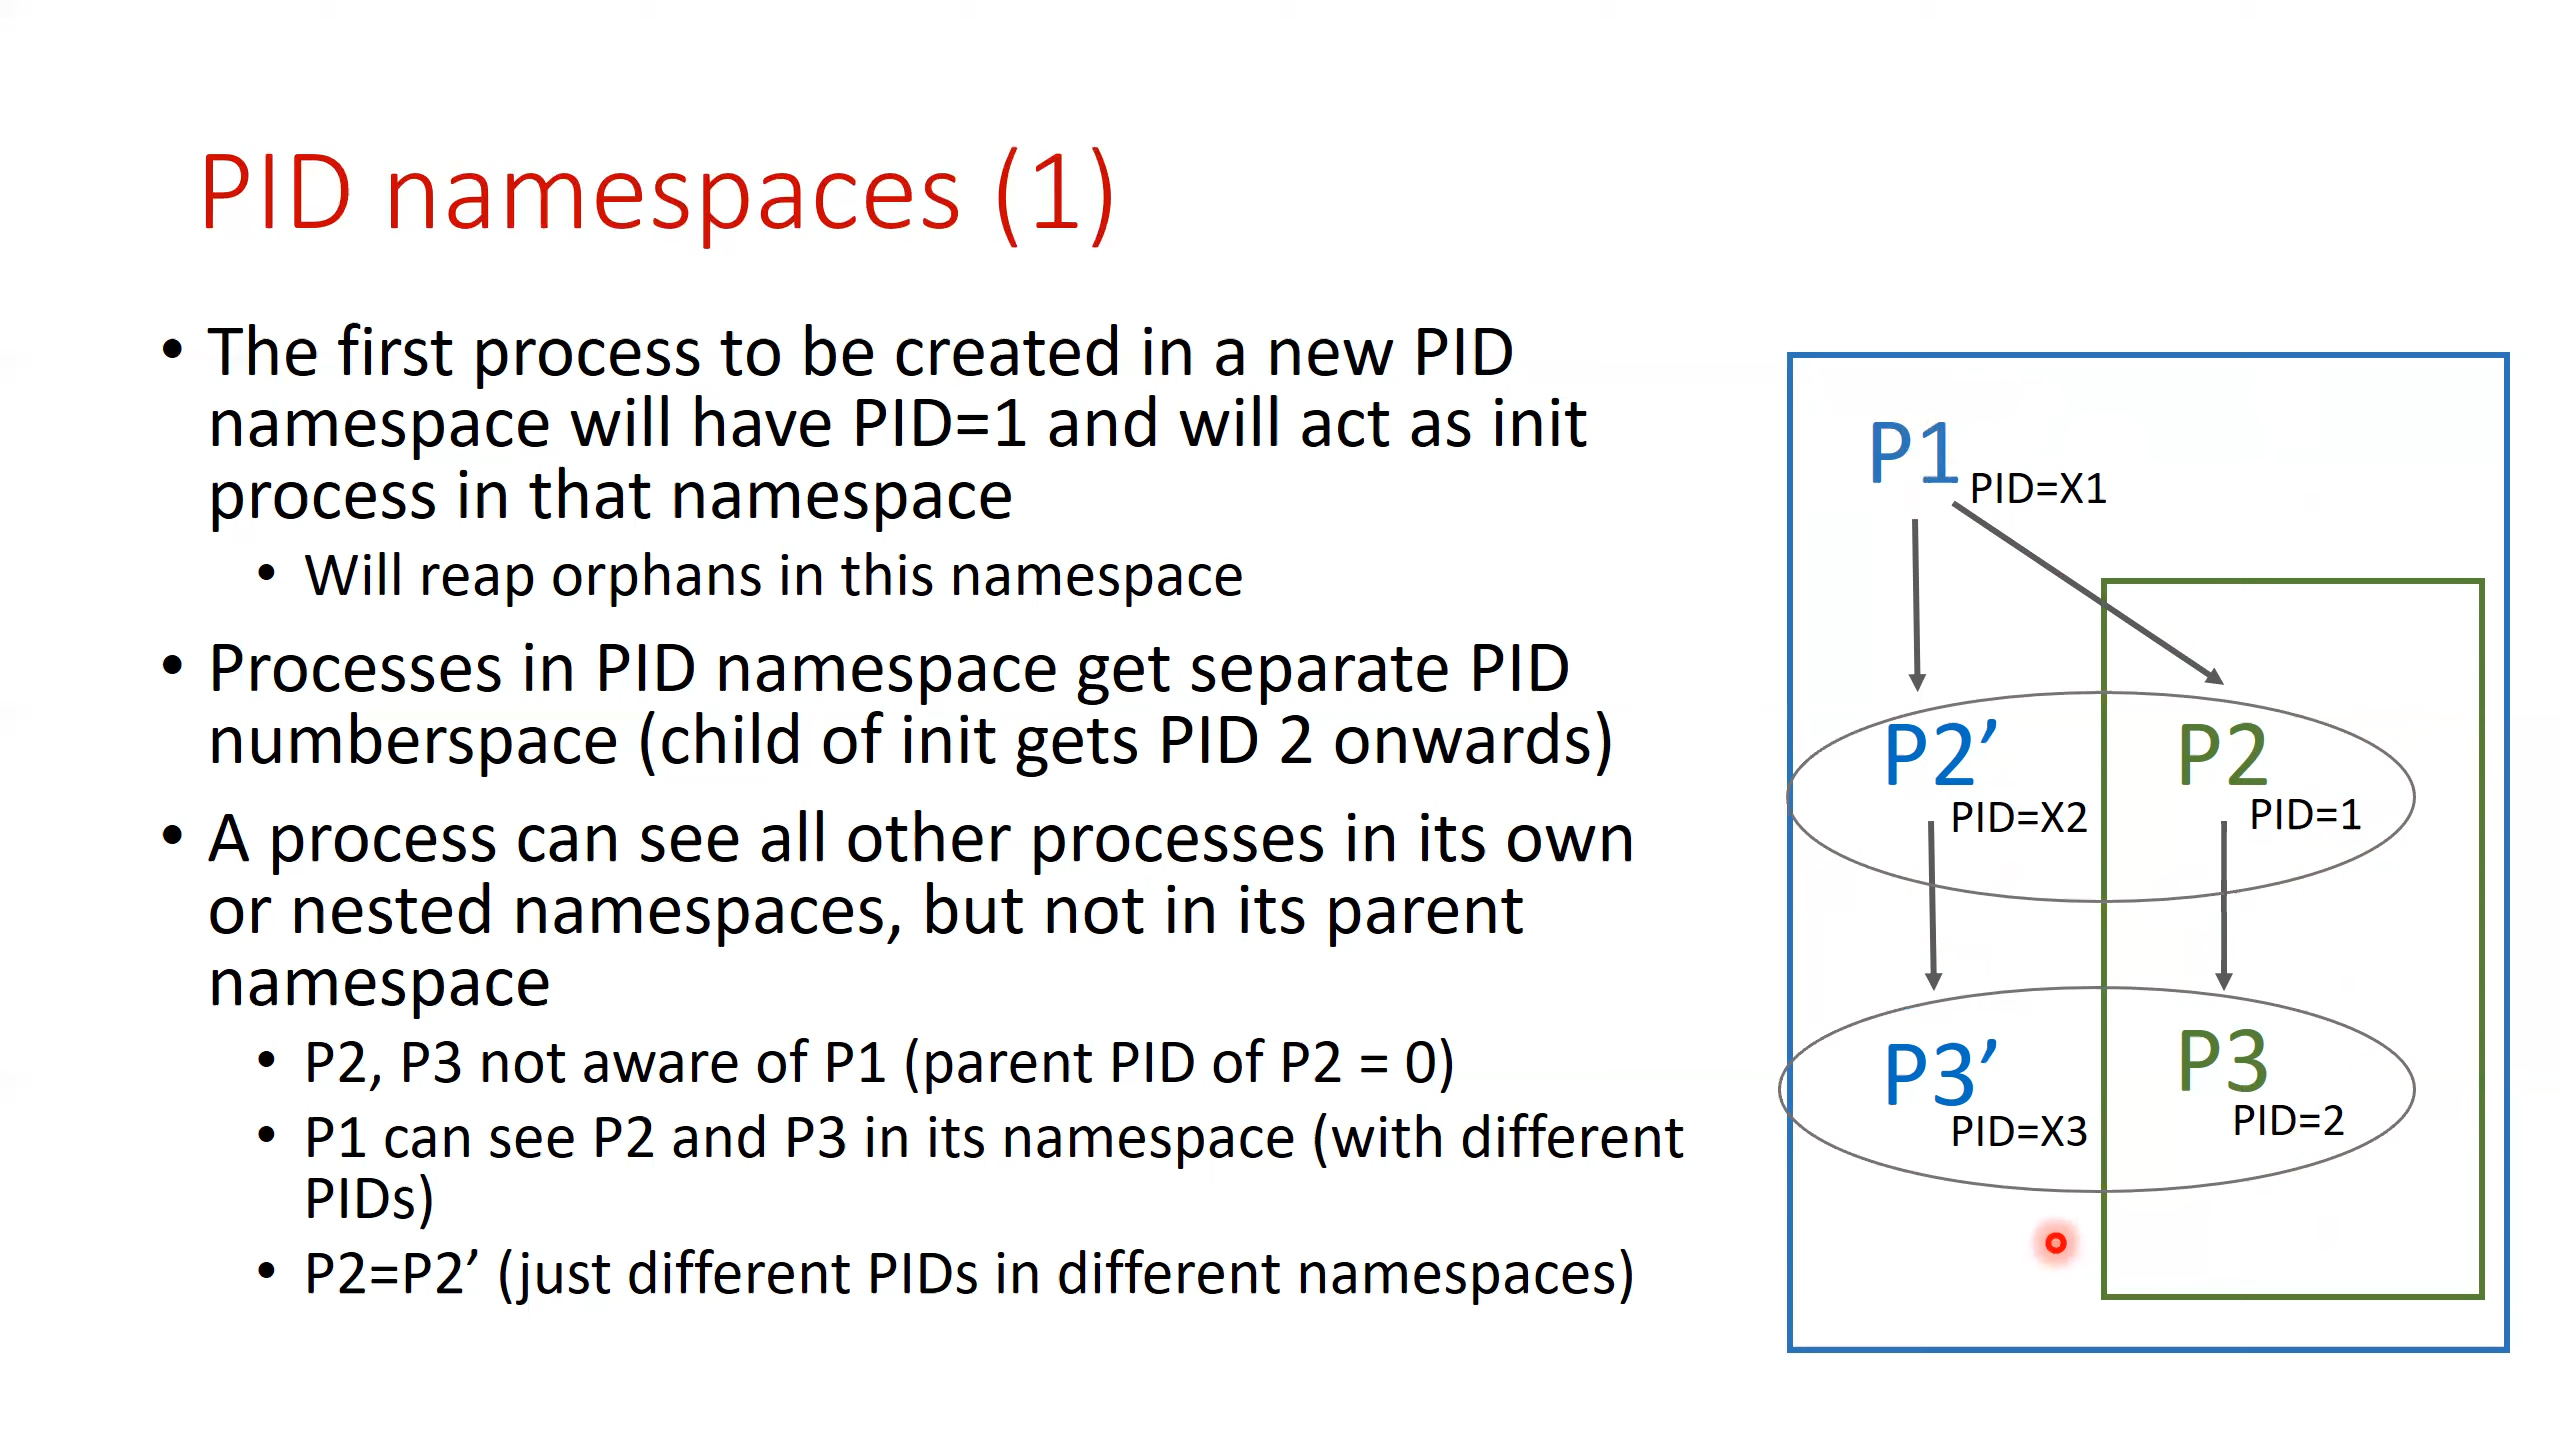 PID namespaces (1)
• The first process to be created in a new PID
namespace will have PID=1 and will act as init
process in that namespace
• Will reap orphans in this namespace
• Processes in PID namespace get separate PID
numberspace (child of init gets PID 2 onwards)
• A process can see all other processes in its own
or nested namespaces, but not in its parent
namespace
• P2, P3 not aware of P1 (parent PID of P2 = 0)
• P1 can see P2 and P3 in its namespace (with different
PIDs)
• P2=P2’ (just different PIDs in different namespaces)
P1 PID=X1
P2’ PID=X2
P2 PID=1
P3’ PID=X3
P3 PID=2